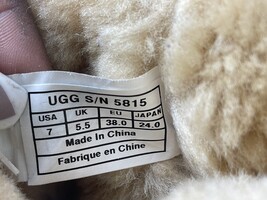 UGG S/N 5815
USA UK EU JAPAN
7 5.5 38.0 24.0
Made In China
Fabrique en Chine